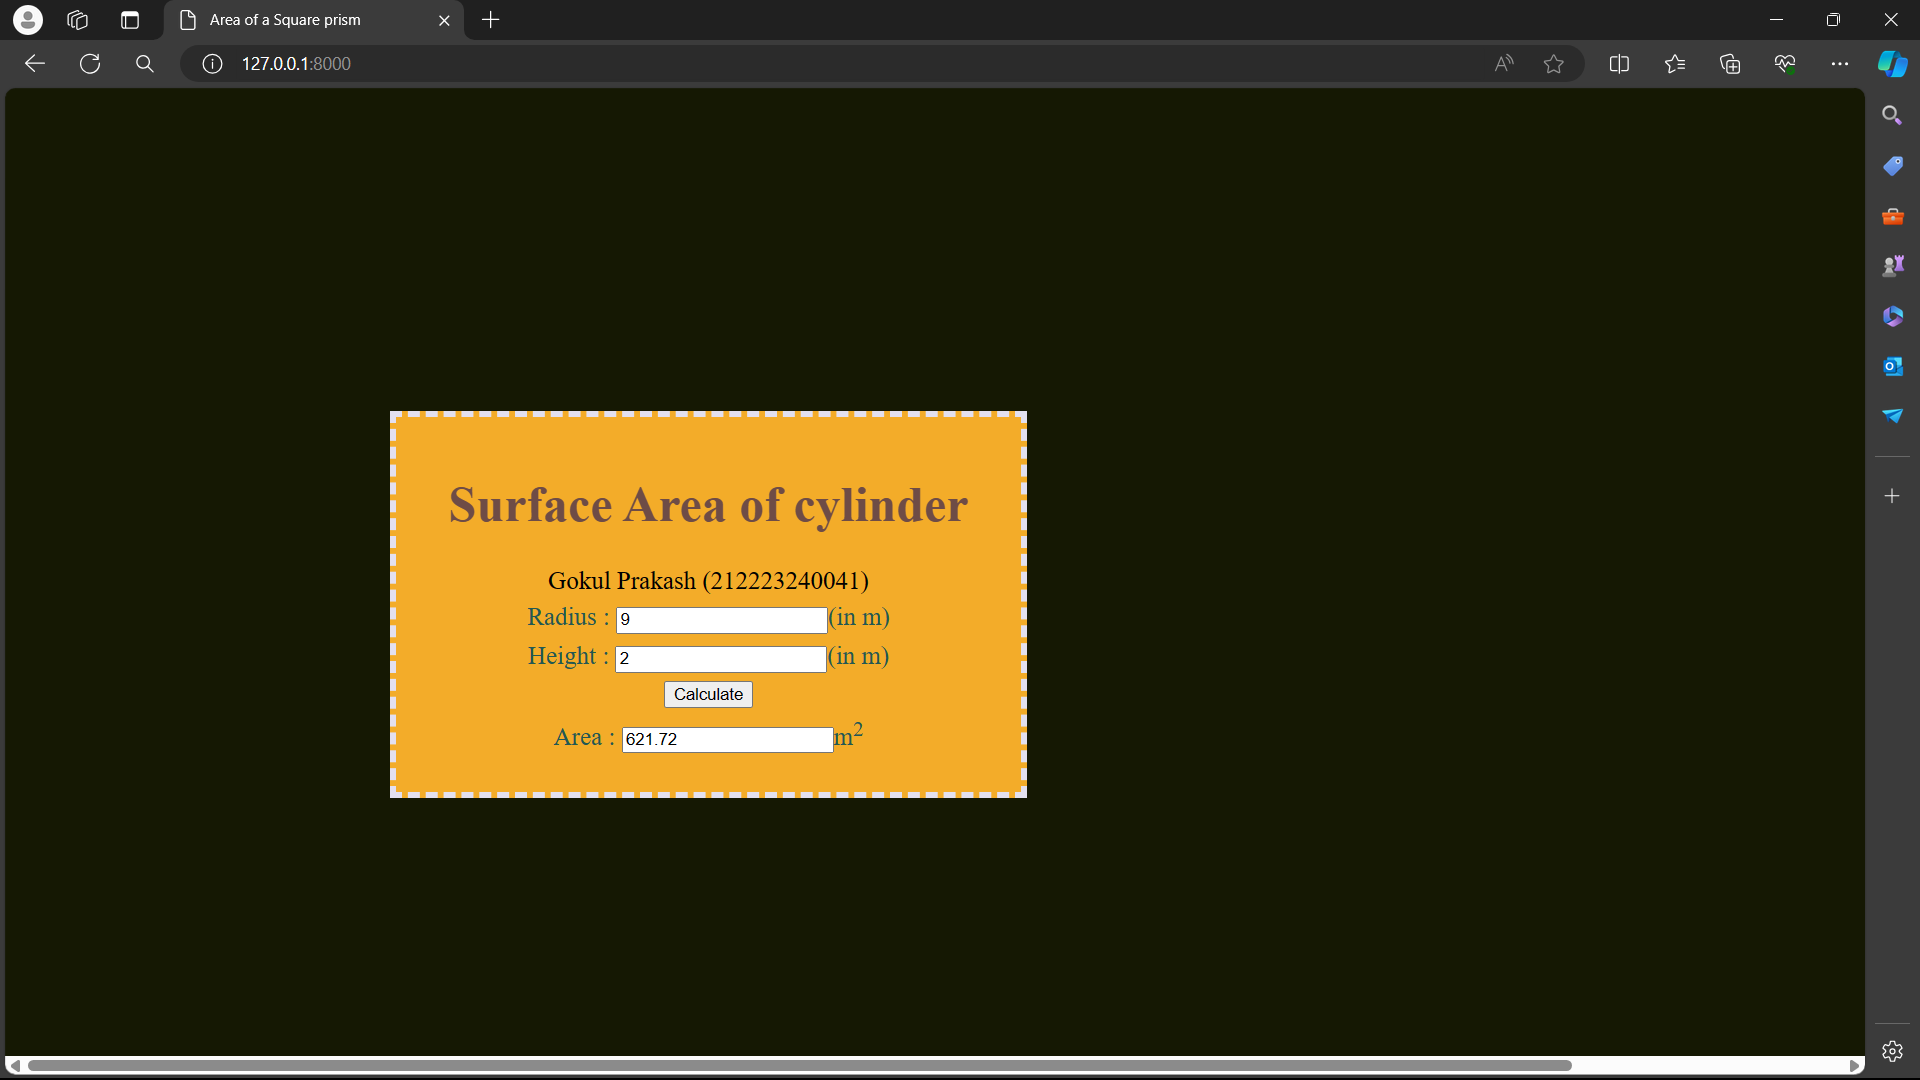 Area of a Square prism
127.0.0.1:8000
Surface Area of cylinder
Gokul Prakash (212223240041)
Radius : 9 (in m)
Height : 2 (in m)
Calculate
Area : 621.72 m²